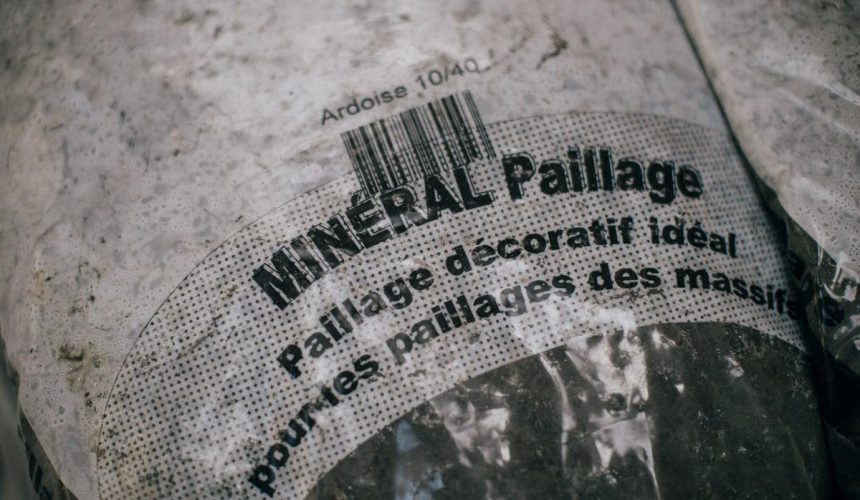 Ardoise 10/40
MINÉRAL Paillage
Paillage décoratif idéal
pour les paillages des massifs